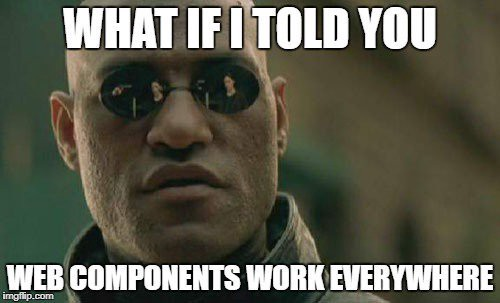 WHAT IF I TOLD YOU
WEB COMPONENTS WORK EVERYWHERE
imgflip.com